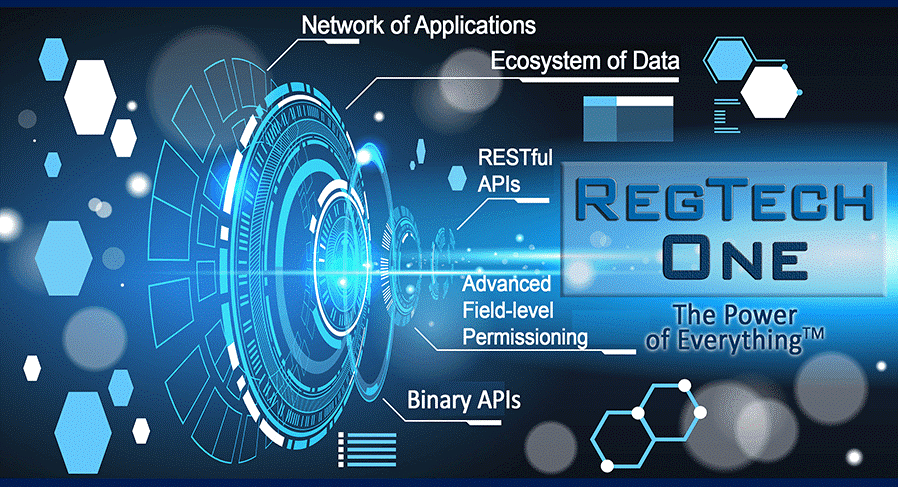 Network of Applications
Ecosystem of Data
RESTful
APIs
REGTECH
ONE
Advanced
Field-level
Permissioning
The Power
of Everything™
Binary APIs